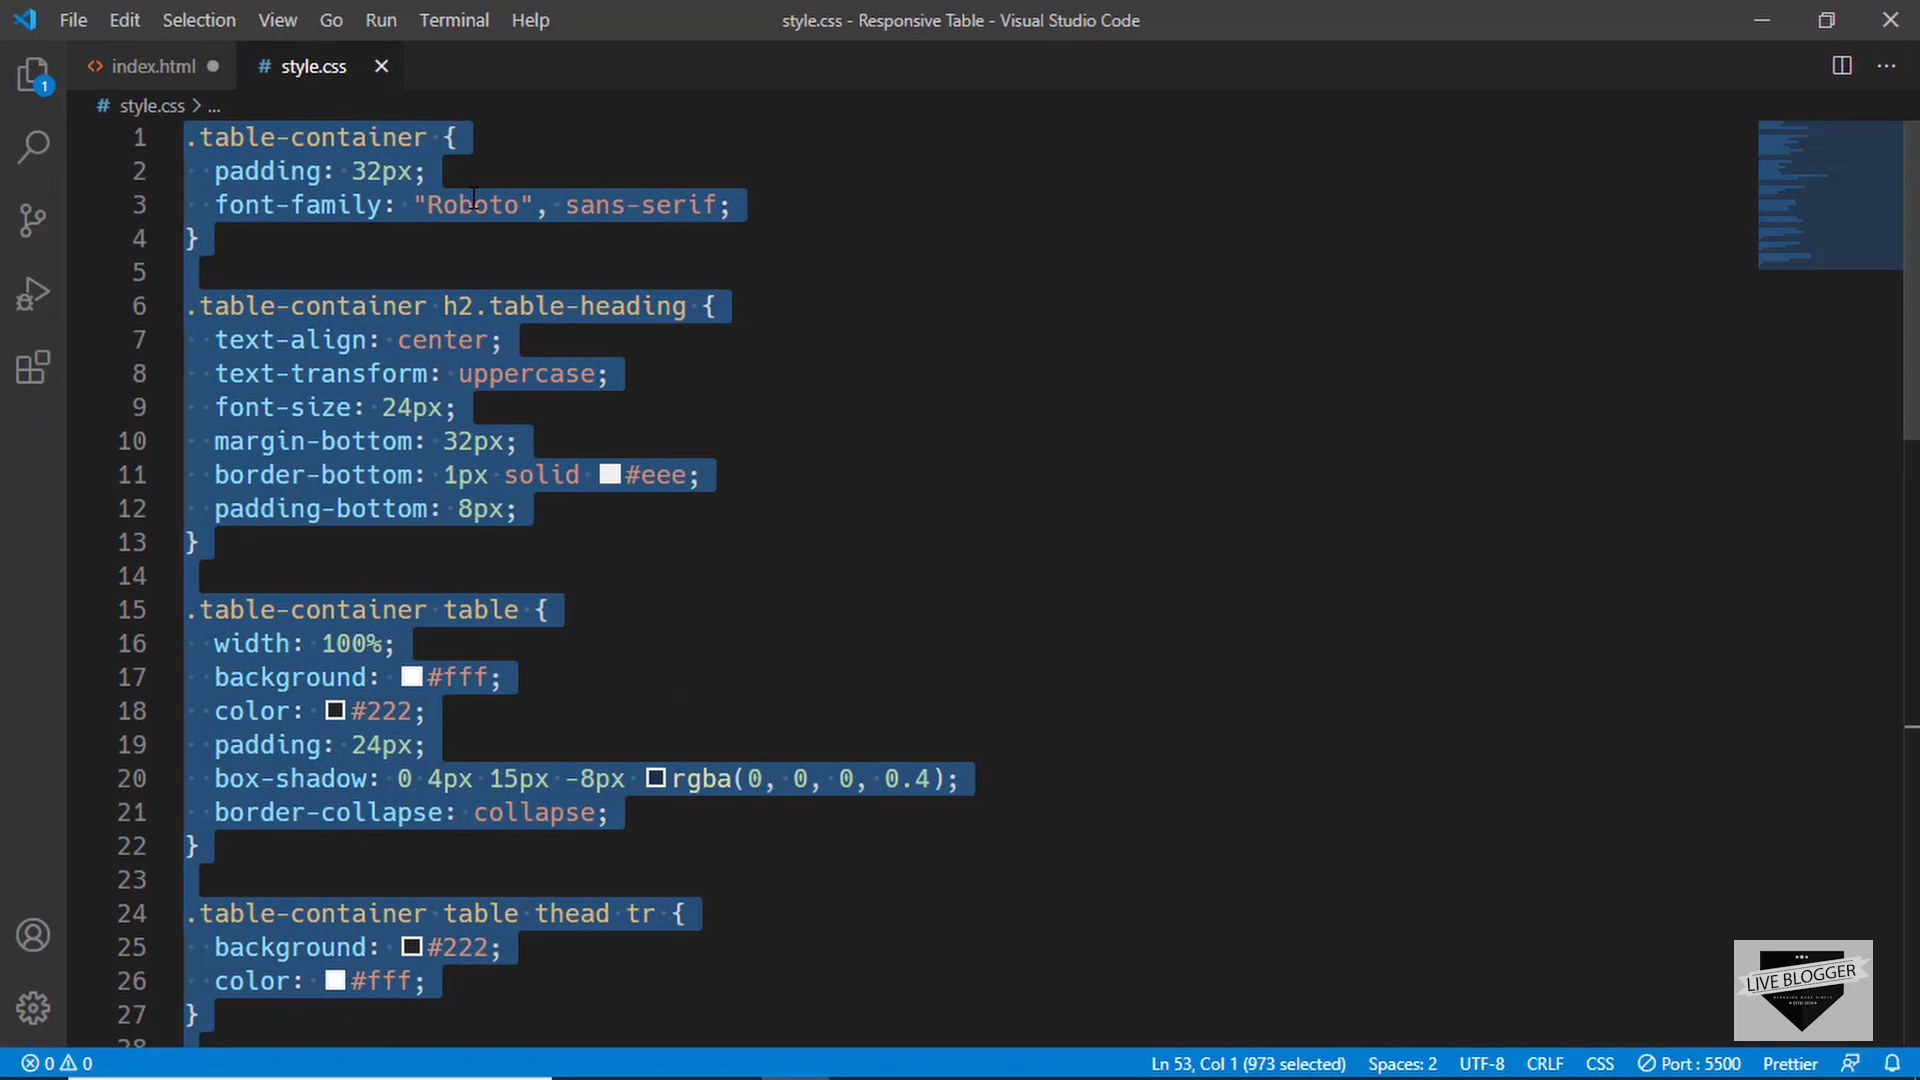 File Edit Selection View Go Run Terminal Help style.css - Responsive Table - Visual Studio Code
index.html style.css
style.css > ...
1 .table-container {
2 padding: 32px;
3 font-family: "Roboto", sans-serif;
4 }
5
6 .table-container h2.table-heading {
7 text-align: center;
8 text-transform: uppercase;
9 font-size: 24px;
10 margin-bottom: 32px;
11 border-bottom: 1px solid #eee;
12 padding-bottom: 8px;
13 }
14
15 .table-container table {
16 width: 100%;
17 background: #fff;
18 color: #222;
19 padding: 24px;
20 box-shadow: 0 4px 15px -8px rgba(0, 0, 0, 0.4);
21 border-collapse: collapse;
22 }
23
24 .table-container table thead tr {
25 background: #222;
26 color: #fff;
27 }
28
1
LIVE BLOGGER
0 0 Ln 53, Col 1 (973 selected) Spaces: 2 UTF-8 CRLF CSS Port : 5500 Prettier